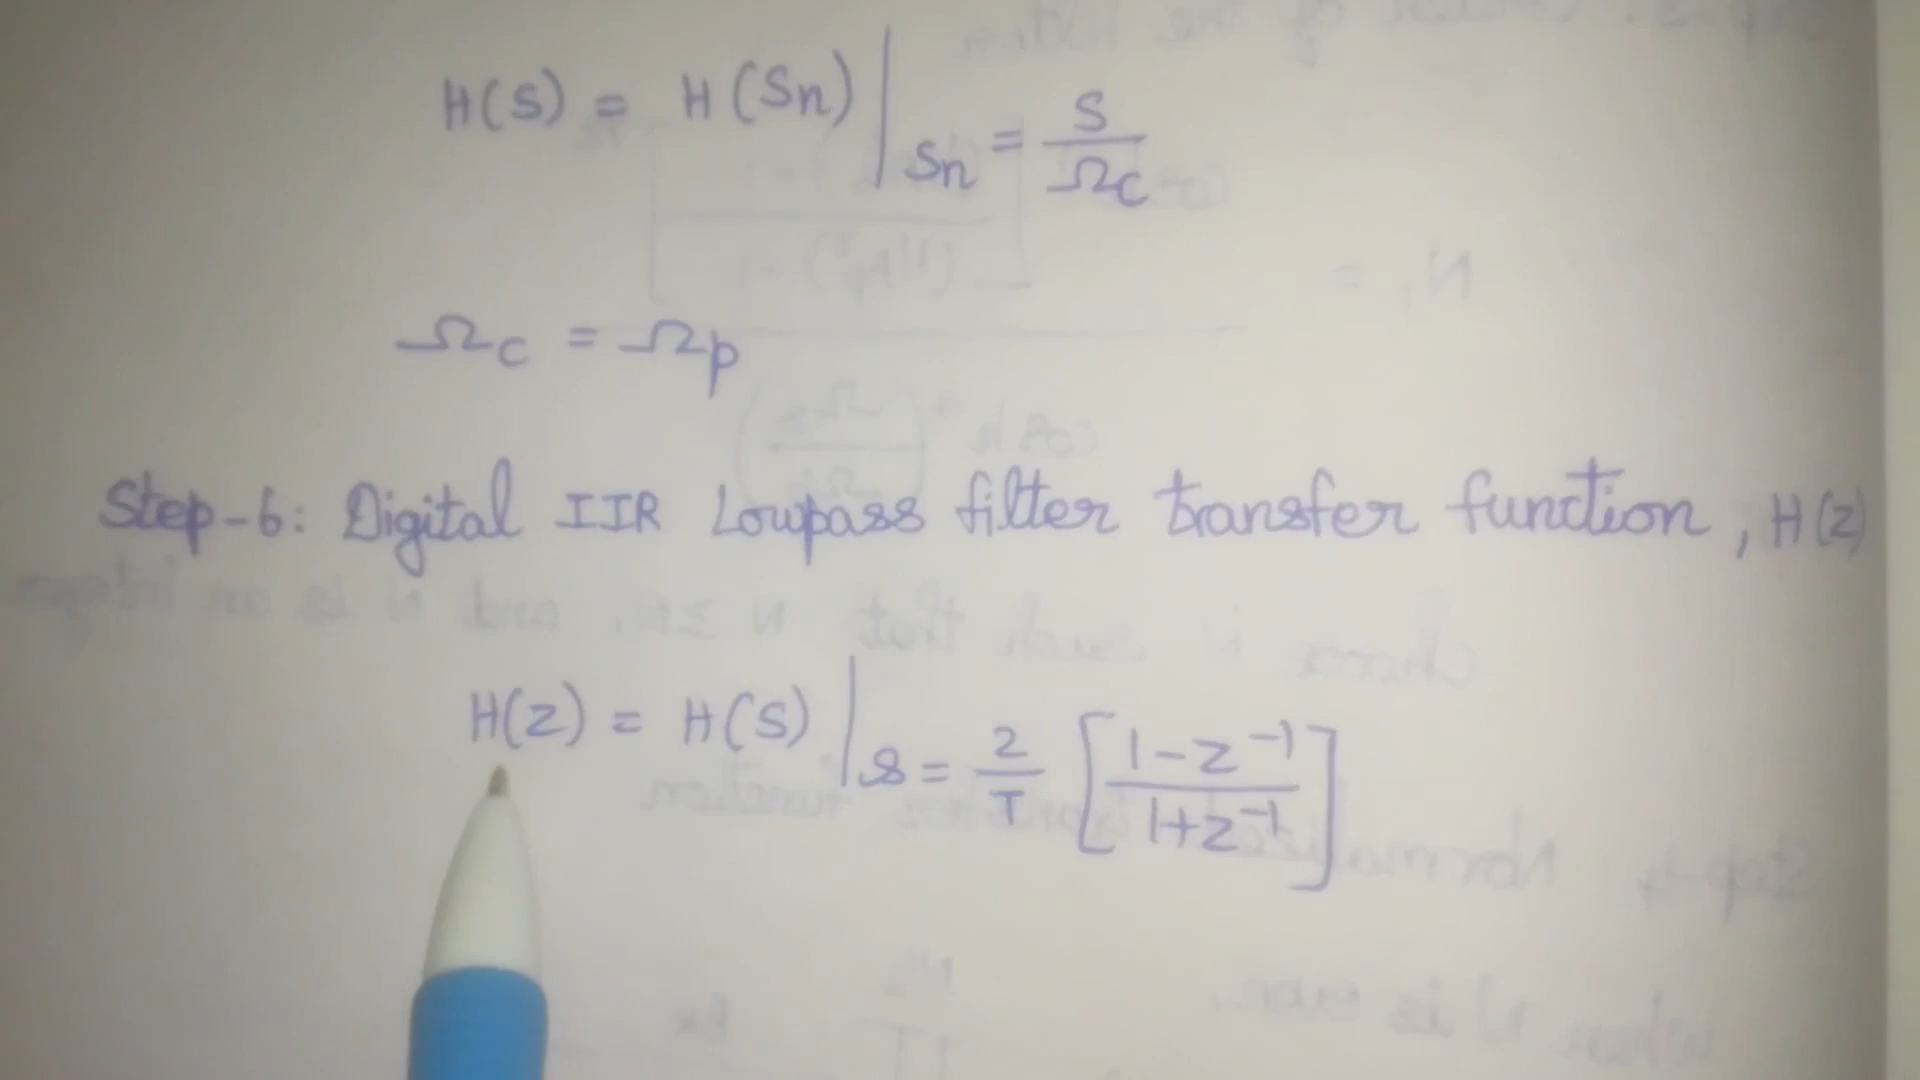 H(S) = H(Sn) | Sn = S/Ωc
Ωc = Ωp
Step-6: Digital IIR Lowpass filter transfer function, H(z)
H(z) = H(S) | s = 2/T [1-z⁻¹/1+z⁻¹]